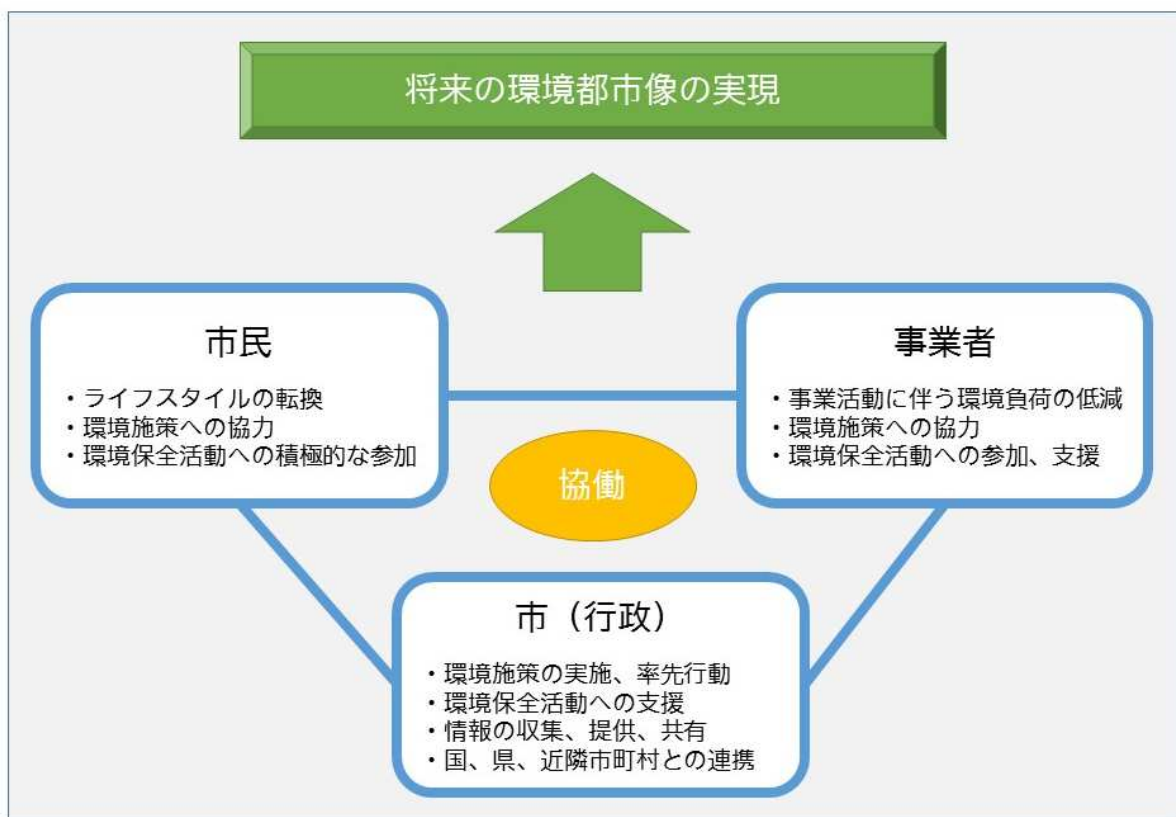 将来の環境都市像の実現
市民
・ライフスタイルの転換
・環境施策への協力
・環境保全活動への積極的な参加
事業者
・事業活動に伴う環境負荷の低減
・環境施策への協力
・環境保全活動への参加、支援
協働
市（行政）
・環境施策の実施、率先行動
・環境保全活動への支援
・情報の収集、提供、共有
・国、県、近隣市町村との連携